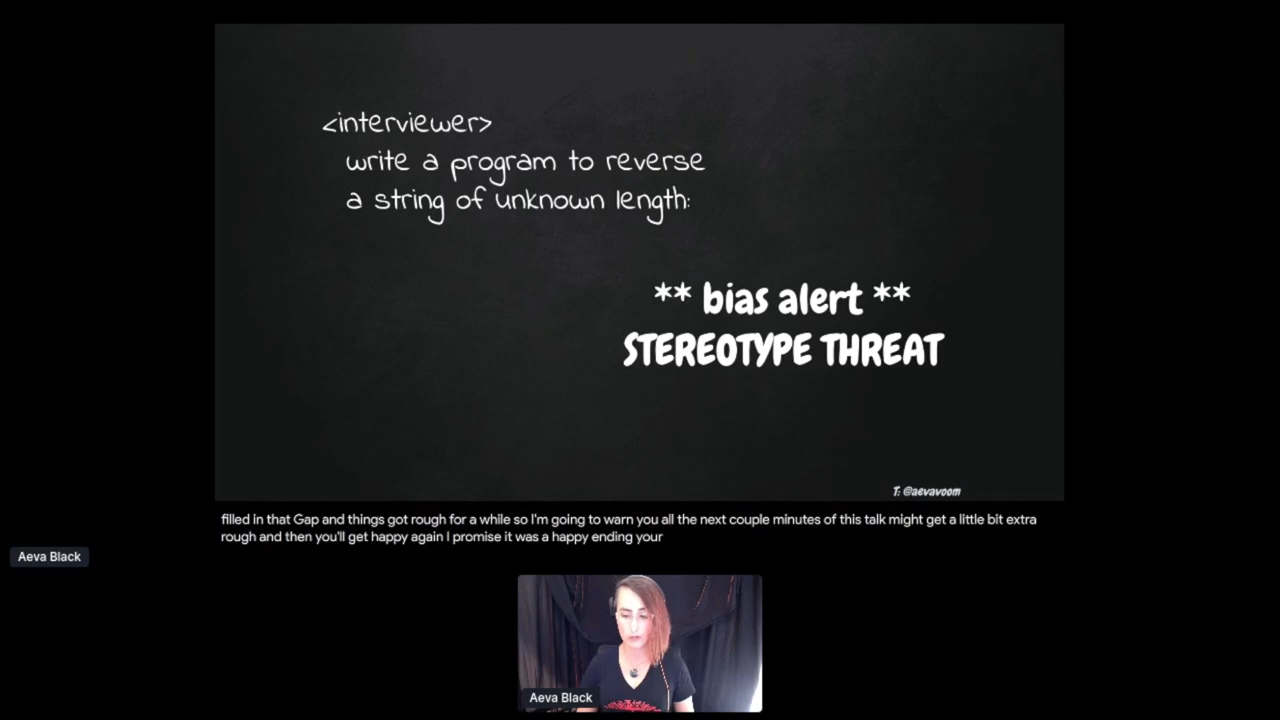 <interviewer>
write a program to reverse
a string of unknown length:
** bias alert **
STEREOTYPE THREAT
T: @aevavoom
filled in that Gap and things got rough for a while so I'm going to warn you all the next couple minutes of this talk might get a little bit extra
rough and then you'll get happy again I promise it was a happy ending your
Aeva Black
Aeva Black